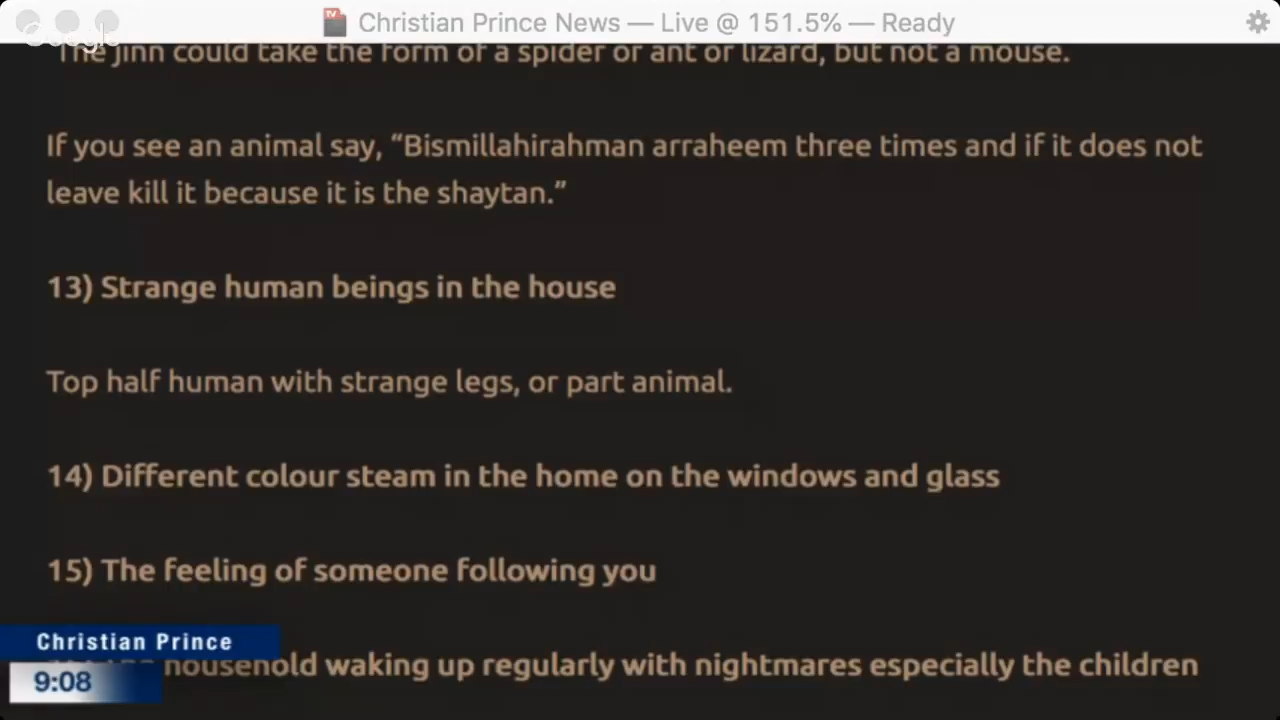 Christian Prince News — Live @ 151.5% — Ready
Google
The Jinn could take the form of a spider or ant or lizard, but not a mouse.
If you see an animal say, “Bismillahirahman arraheem three times and if it does not
leave kill it because it is the shaytan.”
13) Strange human beings in the house
Top half human with strange legs, or part animal.
14) Different colour steam in the home on the windows and glass
15) The feeling of someone following you
household waking up regularly with nightmares especially the children
Christian Prince
9:08